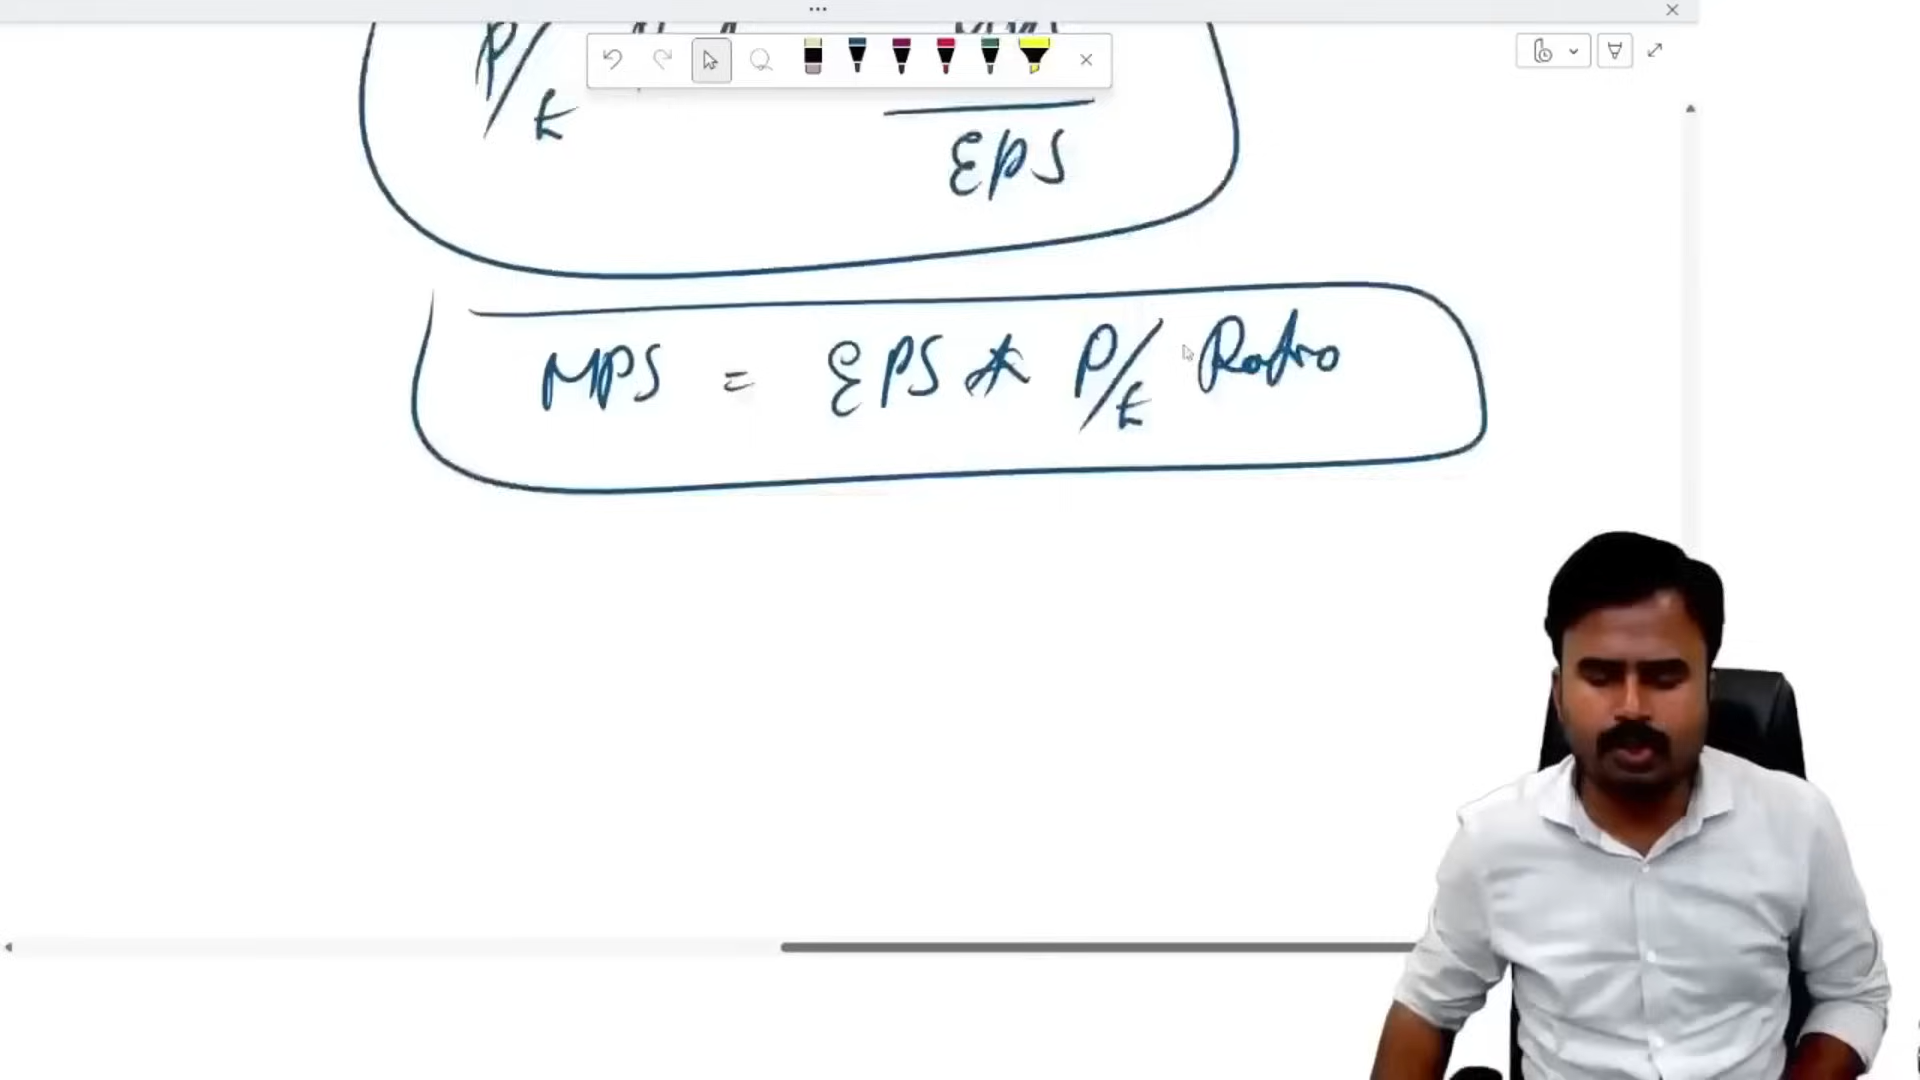 P/E
EPS
MPS = EPS * P/E Ratio